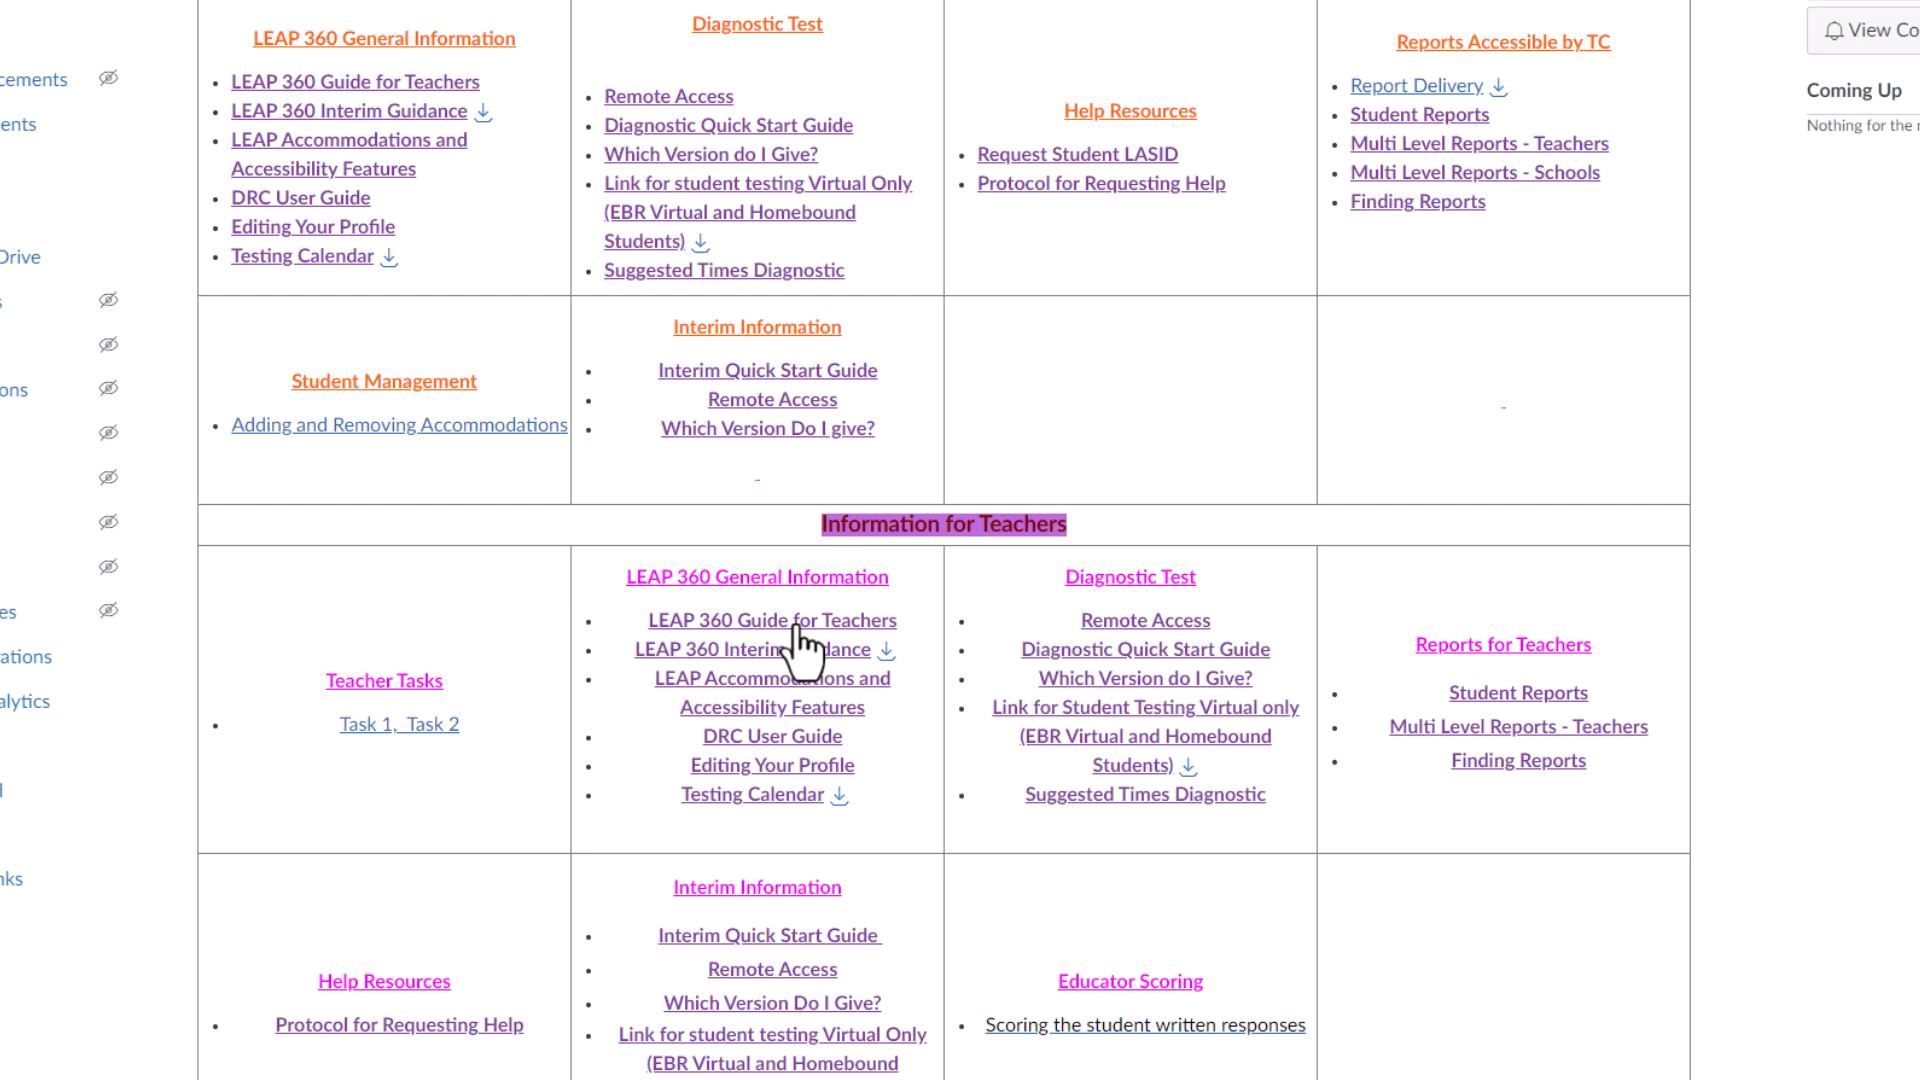 cements
ents
Drive
s
ons
es
ations
alytics
d
nks
LEAP 360 General Information
LEAP 360 Guide for Teachers
LEAP 360 Interim Guidance
LEAP Accommodations and
Accessibility Features
DRC User Guide
Editing Your Profile
Testing Calendar
Diagnostic Test
Remote Access
Diagnostic Quick Start Guide
Which Version do I Give?
Link for student testing Virtual Only
(EBR Virtual and Homebound
Students)
Suggested Times Diagnostic
Help Resources
Request Student LASID
Protocol for Requesting Help
Reports Accessible by TC
Report Delivery
Student Reports
Multi Level Reports - Teachers
Multi Level Reports - Schools
Finding Reports
Student Management
Adding and Removing Accommodations
Interim Information
Interim Quick Start Guide
Remote Access
Which Version Do I give?
-
-
Information for Teachers
Teacher Tasks
Task 1, Task 2
LEAP 360 General Information
LEAP 360 Guide for Teachers
LEAP 360 Interim Guidance
LEAP Accommodations and
Accessibility Features
DRC User Guide
Editing Your Profile
Testing Calendar
Diagnostic Test
Remote Access
Diagnostic Quick Start Guide
Which Version do I Give?
Link for Student Testing Virtual only
(EBR Virtual and Homebound
Students)
Suggested Times Diagnostic
Reports for Teachers
Student Reports
Multi Level Reports - Teachers
Finding Reports
Help Resources
Protocol for Requesting Help
Interim Information
Interim Quick Start Guide
Remote Access
Which Version Do I Give?
Link for student testing Virtual Only
(EBR Virtual and Homebound
Educator Scoring
Scoring the student written responses
View Co
Coming Up
Nothing for the